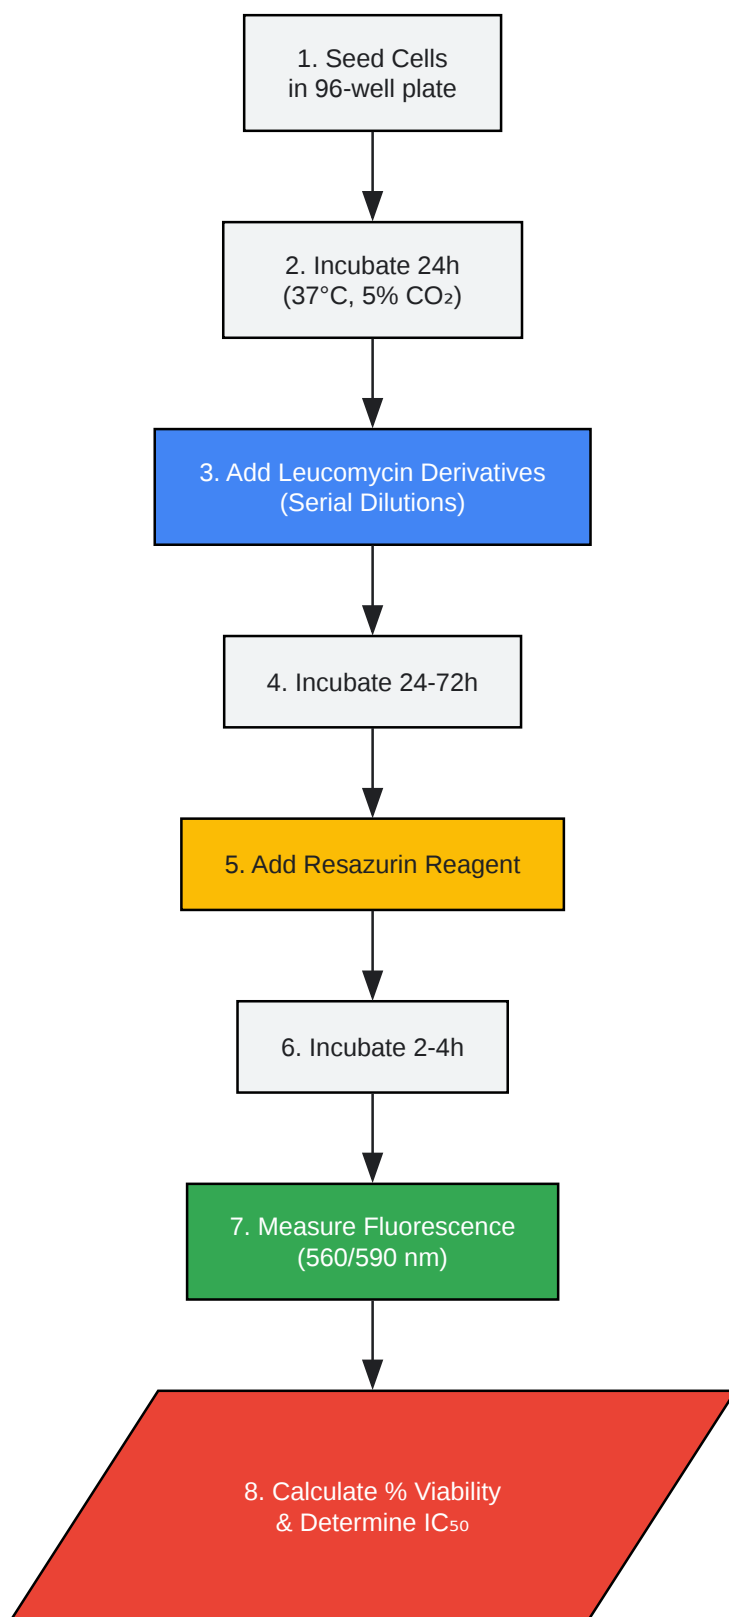 1. Seed Cells
in 96-well plate
2. Incubate 24h
(37°C, 5% CO₂)
3. Add Leucomycin Derivatives
(Serial Dilutions)
4. Incubate 24-72h
5. Add Resazurin Reagent
6. Incubate 2-4h
7. Measure Fluorescence
(560/590 nm)
8. Calculate % Viability
& Determine IC₅₀